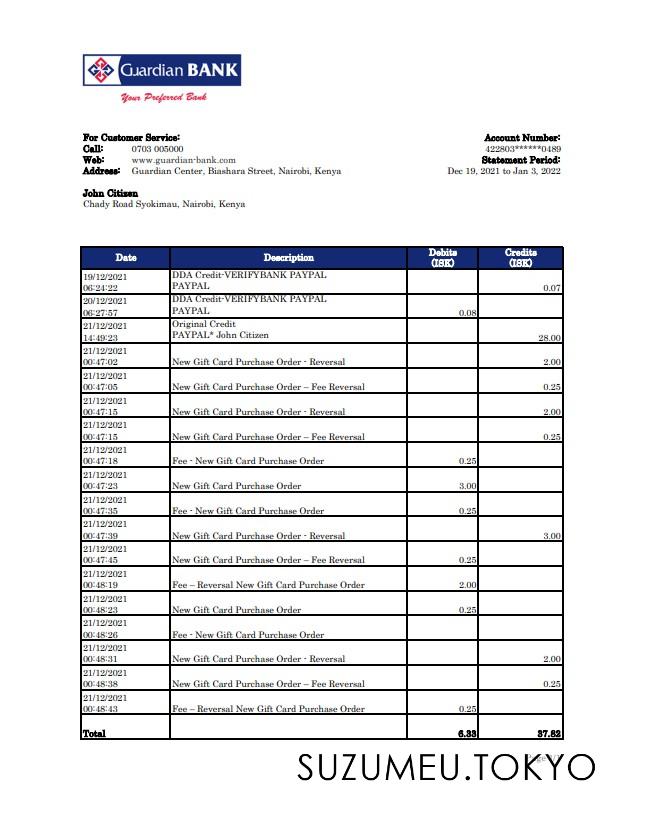 Guardian BANK
Your Preferred Bank
For Customer Service:
Call: 0703 005000
Web: www.guardian-bank.com
Address: Guardian Center, Biashara Street, Nairobi, Kenya
Account Number:
422803******0489
Statement Period:
Dec 19, 2021 to Jan 3, 2022
John Citizen
Chady Road Syokimau, Nairobi, Kenya
Date Description Debits (ISK) Credits (ISK)
19/12/2021 DDA Credit-VERIFYBANK PAYPAL
06:24:22 PAYPAL 0.07
20/12/2021 DDA Credit-VERIFYBANK PAYPAL
06:27:57 PAYPAL 0.08
21/12/2021 Original Credit
14:49:23 PAYPAL* John Citizen 28.00
21/12/2021
00:47:02 New Gift Card Purchase Order - Reversal 2.00
21/12/2021
00:47:05 New Gift Card Purchase Order – Fee Reversal 0.25
21/12/2021
00:47:15 New Gift Card Purchase Order - Reversal 2.00
21/12/2021
00:47:15 New Gift Card Purchase Order – Fee Reversal 0.25
21/12/2021
00:47:18 Fee - New Gift Card Purchase Order 0.25
21/12/2021
00:47:23 New Gift Card Purchase Order 3.00
21/12/2021
00:47:35 Fee - New Gift Card Purchase Order 0.25
21/12/2021
00:47:39 New Gift Card Purchase Order - Reversal 3.00
21/12/2021
00:47:45 New Gift Card Purchase Order – Fee Reversal 0.25
21/12/2021
00:48:19 Fee – Reversal New Gift Card Purchase Order 2.00
21/12/2021
00:48:23 New Gift Card Purchase Order 0.25
21/12/2021
00:48:26 Fee - New Gift Card Purchase Order
21/12/2021
00:48:31 New Gift Card Purchase Order - Reversal 2.00
21/12/2021
00:48:38 New Gift Card Purchase Order – Fee Reversal 0.25
21/12/2021
00:48:43 Fee – Reversal New Gift Card Purchase Order 0.25
Total 6.33 37.82
SUZUMEU.TOKYO